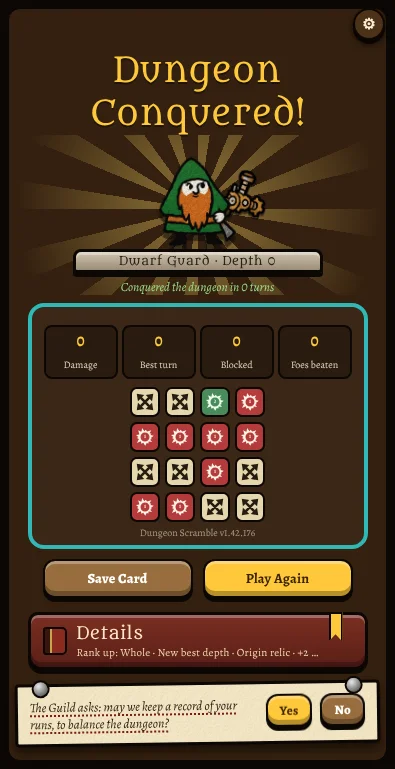 Dungeon
Conquered!
Dwarf Guard · Depth 0
Conquered the dungeon in 0 turns
0 0 0 0
Damage Best turn Blocked Foes beaten
Dungeon Scramble v1.42.176
Save Card Play Again
Details
Rank up: Whole · New best depth · Origin relic · +2 ...
The Guild asks: may we keep a record of your
runs, to balance the dungeon?
Yes No